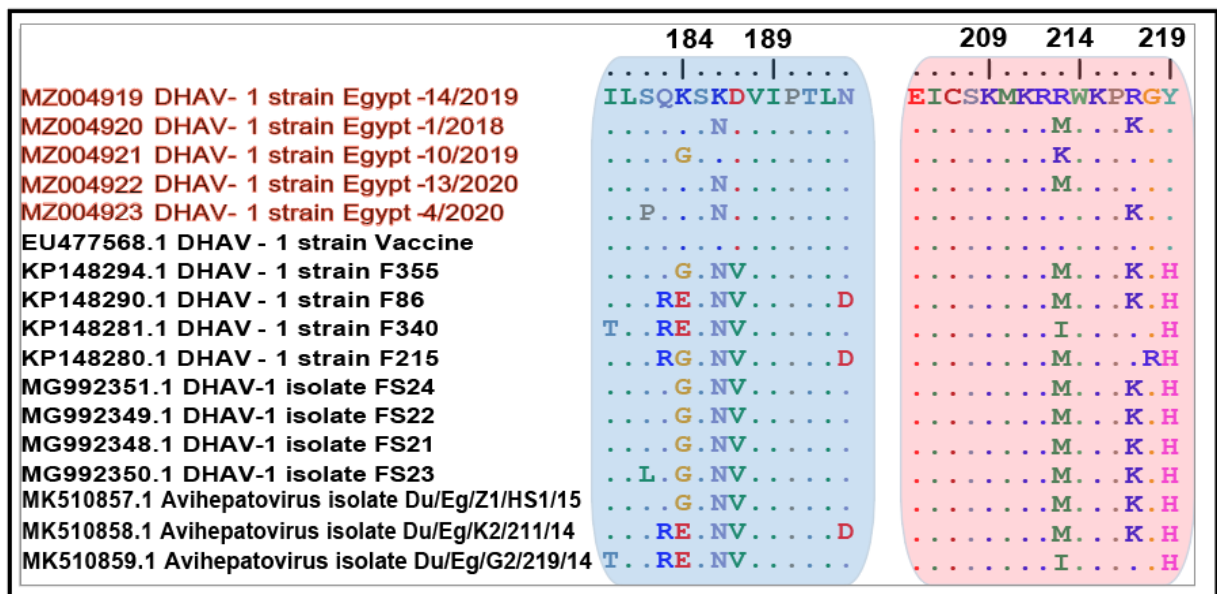 184 189 209 214 219
....|....|.... ....|....|....|
MZ004919 DHAV- 1 strain Egypt -14/2019 ILSQKSKDVIPTLN EICSKMKRRWKPRGY
MZ004920 DHAV- 1 strain Egypt -1/2018 ......N....... ........M...K..
MZ004921 DHAV- 1 strain Egypt -10/2019 ....G......... ........K......
MZ004922 DHAV- 1 strain Egypt -13/2020 ......N....... ........M......
MZ004923 DHAV- 1 strain Egypt -4/2020 ..P...N....... ............K..
EU477568.1 DHAV - 1 strain Vaccine .............. ...............
KP148294.1 DHAV - 1 strain F355 ....G.NV...... ........M...K.H
KP148290.1 DHAV - 1 strain F86 ...RE.NV.....D ........M...K.H
KP148281.1 DHAV - 1 strain F340 T..RE.NV...... ........I.....H
KP148280.1 DHAV - 1 strain F215 ...RG.NV.....D ........M....RH
MG992351.1 DHAV-1 isolate FS24 ....G.NV...... ........M...K.H
MG992349.1 DHAV-1 isolate FS22 ....G.NV...... ........M...K.H
MG992348.1 DHAV-1 isolate FS21 ....G.NV...... ........M...K.H
MG992350.1 DHAV-1 isolate FS23 ..L.G.NV...... ........M...K.H
MK510857.1 Avihepatovirus isolate Du/Eg/Z1/HS1/15 ....G.NV...... ........M...K.H
MK510858.1 Avihepatovirus isolate Du/Eg/K2/211/14 ...RE.NV.....D ........M...K.H
MK510859.1 Avihepatovirus isolate Du/Eg/G2/219/14 T..RE.NV...... ........I.....H